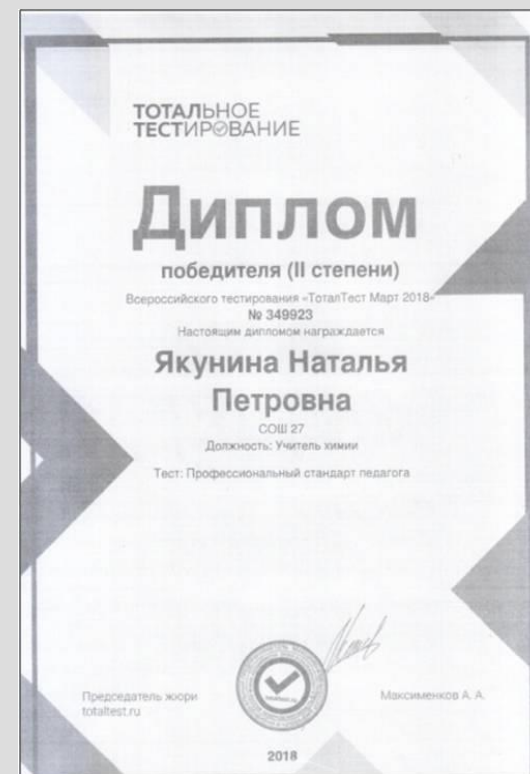 ТОТАЛЬНОЕ
ТЕСТИРОВАНИЕ
Диплом
победителя (II степени)
Всероссийского тестирования «ТоталТест Март 2018»
№ 349923
Настоящим дипломом награждается
Якунина Наталья
Петровна
СОШ 27
Должность: Учитель химии
Тест: Профессиональный стандарт педагога
Председатель жюри
totaltest.ru
Максименков А. А.
2018